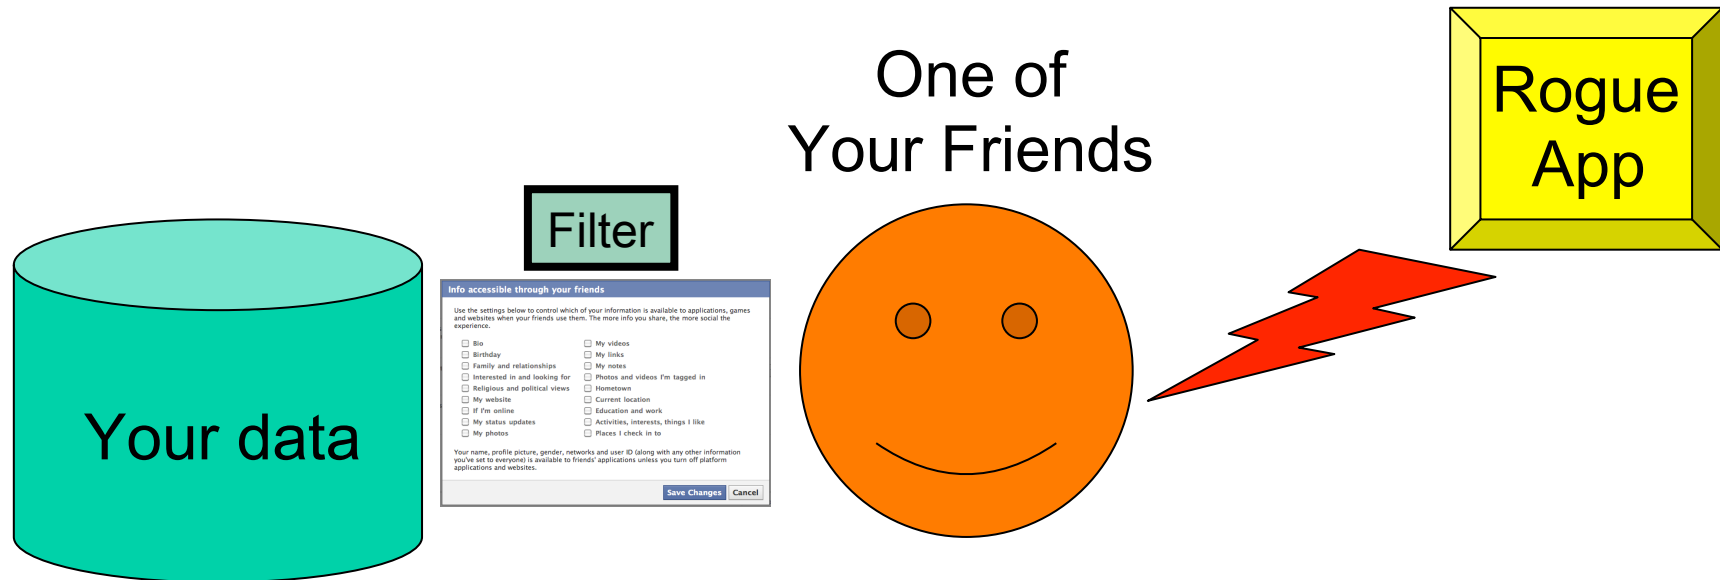 One of
Your Friends
Rogue
App
Filter
Your data
Info accessible through your friends
Use the settings below to control which of your information is available to applications, games
and websites when your friends use them. The more info you share, the more social the
experience.
Bio
Birthday
Family and relationships
Interested in and looking for
Religious and political views
My website
If I'm online
My status updates
My photos
My videos
My links
My notes
Photos and videos I'm tagged in
Hometown
Current location
Education and work
Activities, interests, things I like
Places I check in to
Your name, profile picture, gender, networks and user ID (along with any other information
you've set to everyone) is available to friends' applications unless you turn off platform
applications and websites.
Save Changes
Cancel